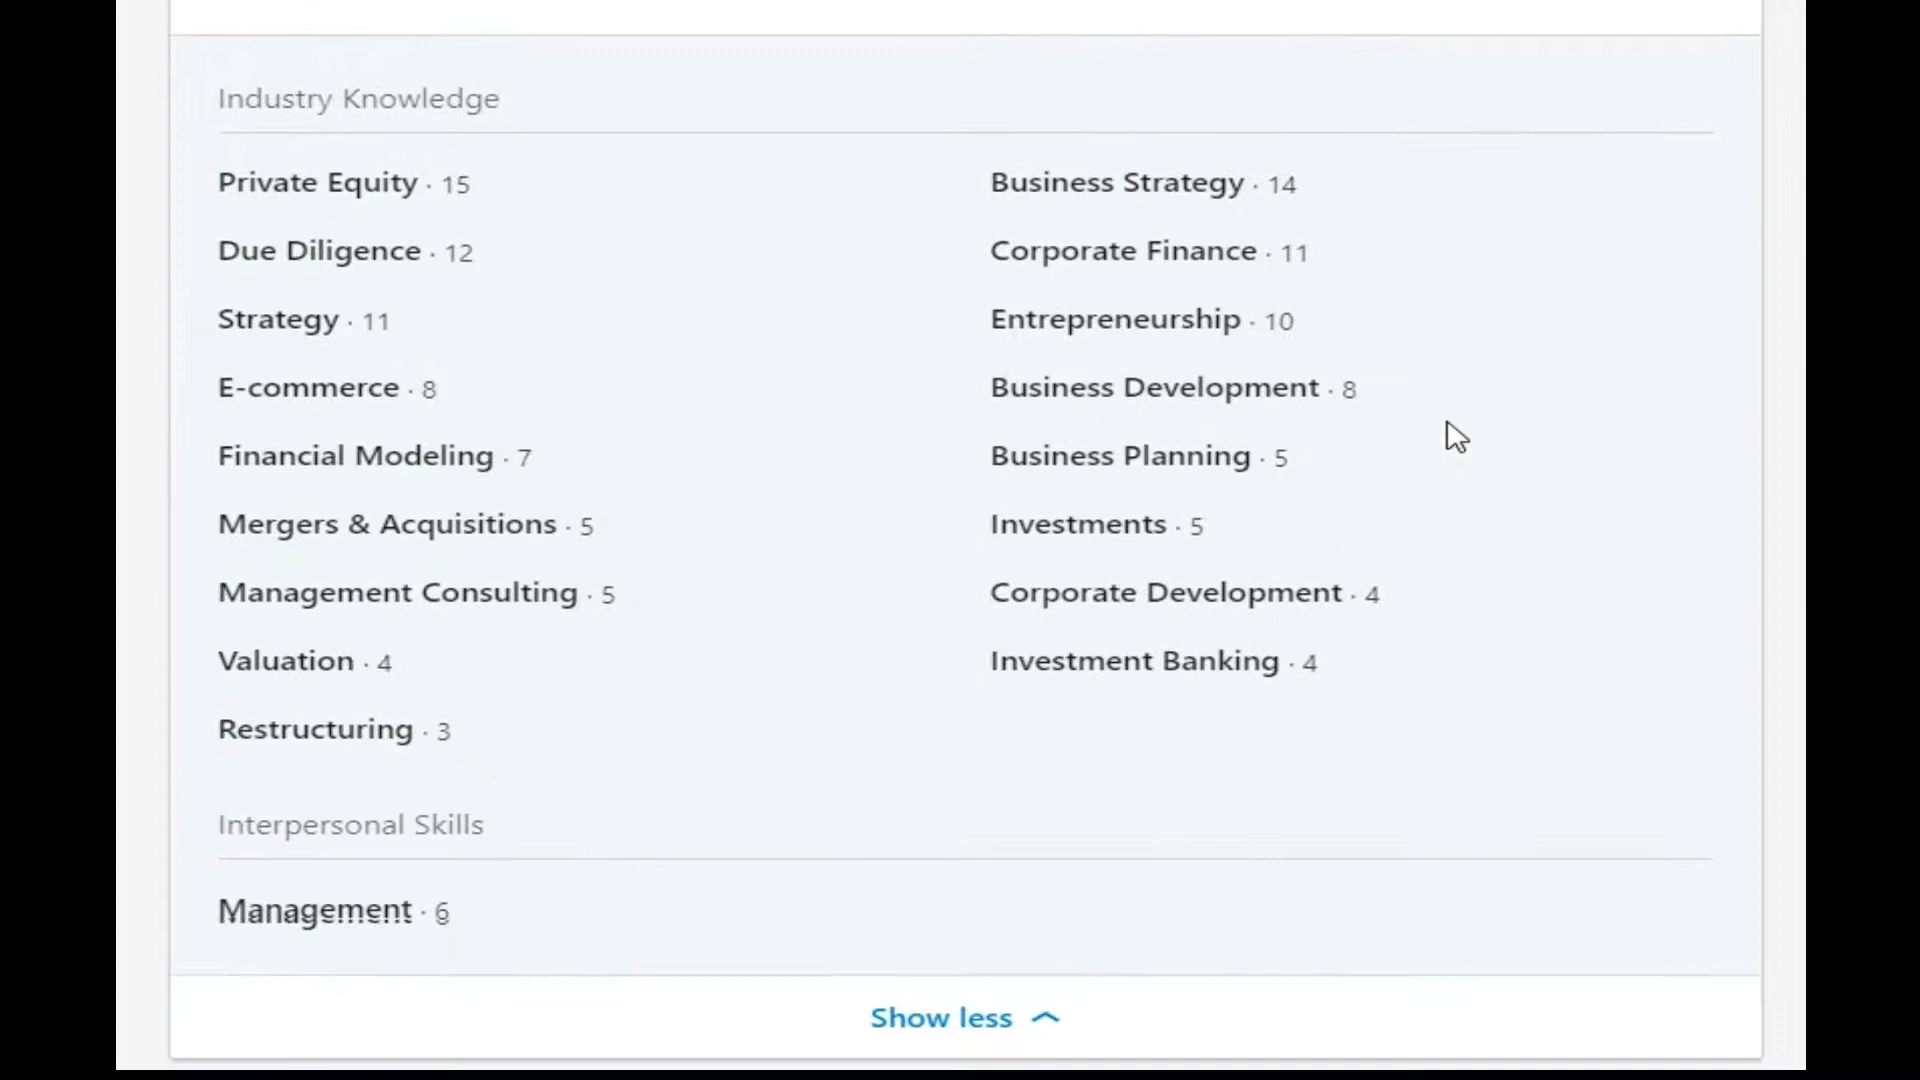 Industry Knowledge
Private Equity · 15
Business Strategy · 14
Due Diligence · 12
Corporate Finance · 11
Strategy · 11
Entrepreneurship · 10
E-commerce · 8
Business Development · 8
Financial Modeling · 7
Business Planning · 5
Mergers & Acquisitions · 5
Investments · 5
Management Consulting · 5
Corporate Development · 4
Valuation · 4
Investment Banking · 4
Restructuring · 3
Interpersonal Skills
Management · 6
Show less